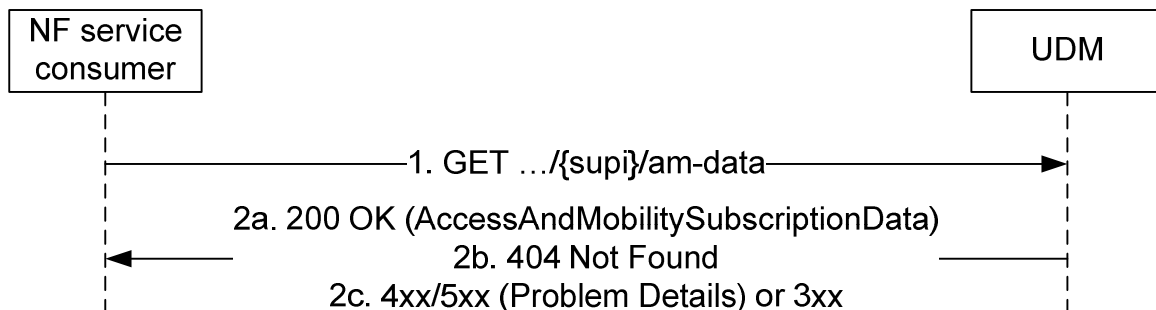 NF service
consumer
UDM
1. GET …/{supi}/am-data
2a. 200 OK (AccessAndMobilitySubscriptionData)
2b. 404 Not Found
2c. 4xx/5xx (Problem Details) or 3xx